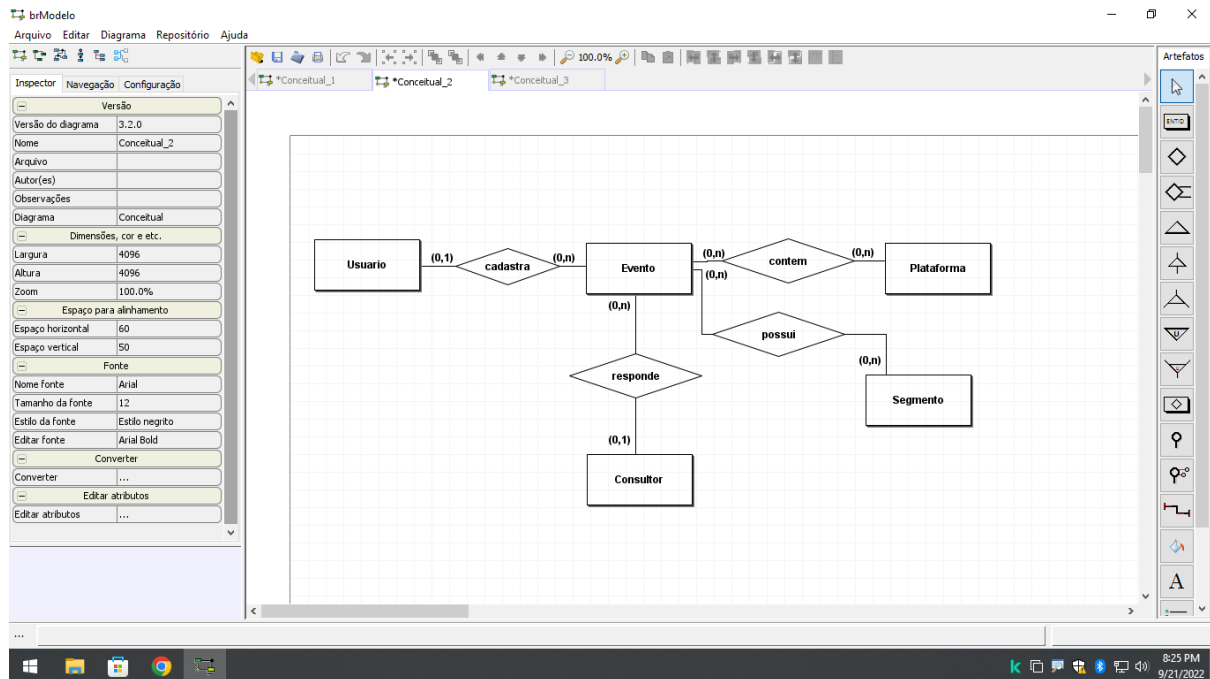 brModelo
Arquivo Editar Diagrama Repositório Ajuda
100.0%
Artefatos
Inspector Navegação Configuração
*Conceitual_1 *Conceitual_2 *Conceitual_3
Versão
Versão do diagrama 3.2.0
Nome Conceitual_2
Arquivo
Autor(es)
Observações
Diagrama Conceitual
Dimensões, cor e etc.
Largura 4096
Altura 4096
Zoom 100.0%
Espaço para alinhamento
Espaço horizontal 60
Espaço vertical 50
Fonte
Nome fonte Arial
Tamanho da fonte 12
Estilo da fonte Estilo negrito
Editar fonte Arial Bold
Converter
Converter ...
Editar atributos
Editar atributos ...
Usuario (0,1) cadastra (0,n) Evento (0,n) contem (0,n) Plataforma
(0,n)
(0,n)
possui
(0,n)
responde
Segmento
(0,1)
Consultor
ENTID
U
A
...
8:25 PM
9/21/2022